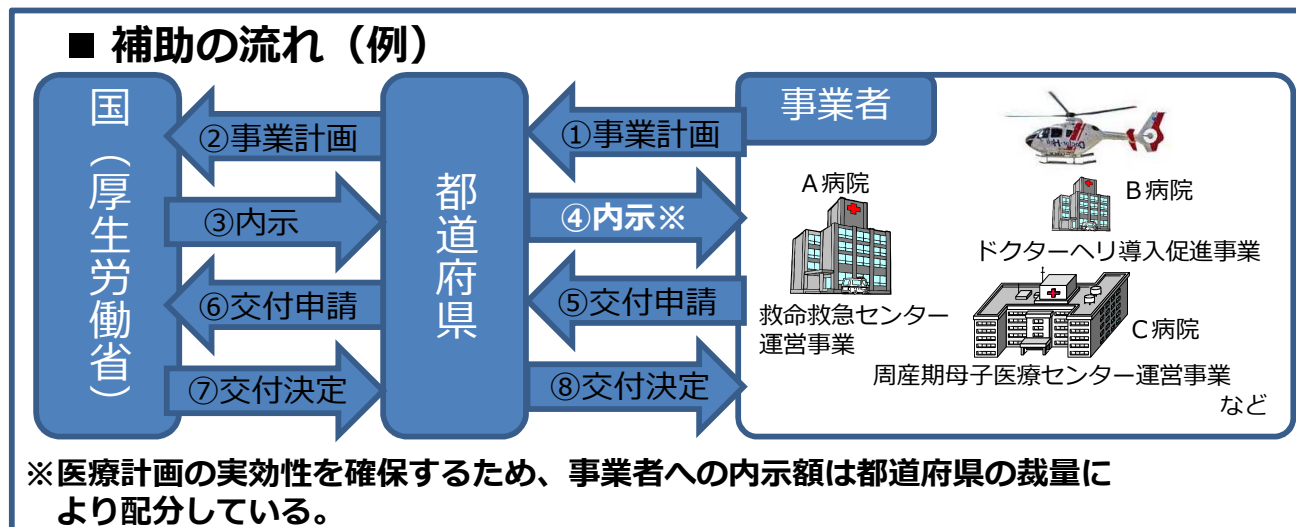 ■ 補助の流れ（例）
国（厚生労働省）
都道府県
事業者
①事業計画
②事業計画
③内示
④内示※
⑤交付申請
⑥交付申請
⑦交付決定
⑧交付決定
A病院
救命救急センター
運営事業
B病院
ドクターヘリ導入促進事業
C病院
周産期母子医療センター運営事業
など
※医療計画の実効性を確保するため、事業者への内示額は都道府県の裁量に
より配分している。